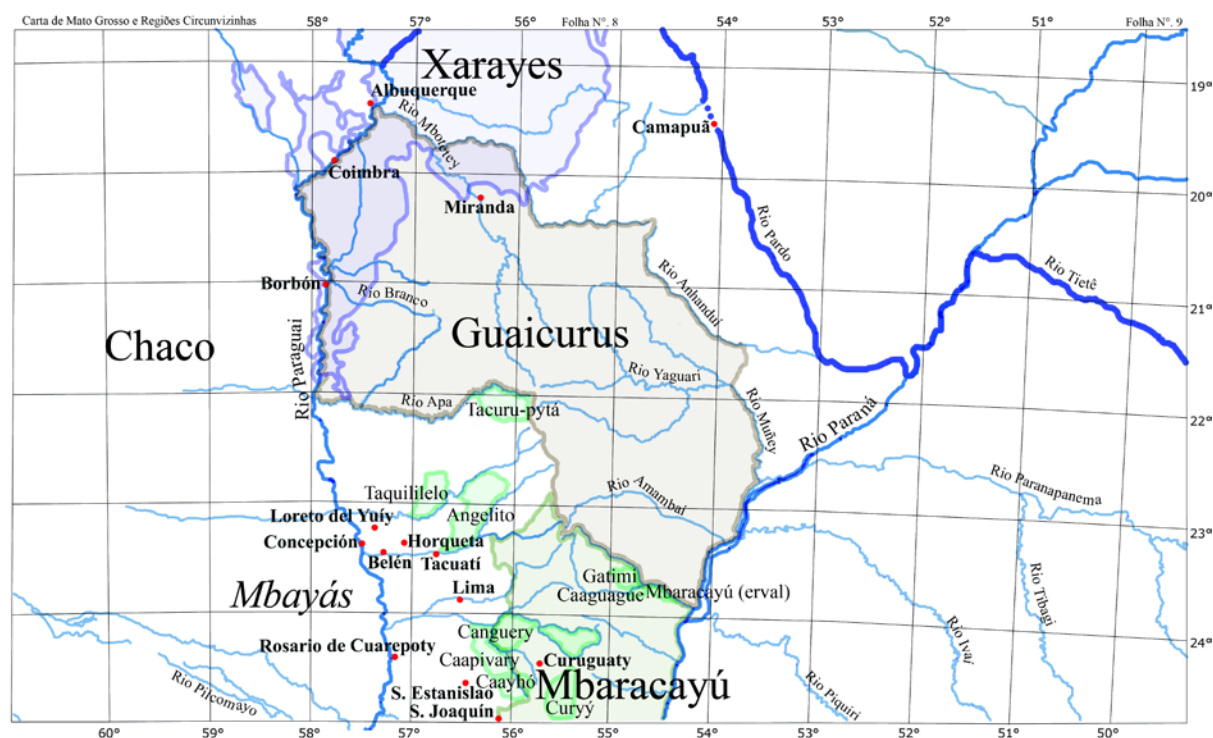 Carta de Mato Grosso e Regiões Circunvizinhas
58° 57° 56° 55° Folha Nº. 8 54° 53° 52° 51° Folha Nº. 9
Xarayes
19°
Albuquerque
Rio Mbotetey
Camapuã
Coimbra
20°
Miranda
Rio Pardo
Rio Tietê
Rio Anhanduí
Borbón
Rio Branco
21°
Guaicurus
Chaco
Rio Paraguai
Rio Yaguari
Rio Apa
Tacuru-pytá
Rio Muñey
Rio Paraná
22°
Rio Paranapanema
Taquililelo
Rio Amambaí
Angelito
Loreto del Yuíy
Concepción
Horqueta
23°
Belén
Tacuatí
Gatimi
Lima
Caaguague
Mbaracayú (erval)
Mbayás
Rio Tibagi
Rio Ivaí
Canguery
24°
Rosario de Cuarepoty
Caapivary
Curuguaty
Caayhó
Mbaracayú
Rio Pilcomayo
S. Estanislao
Rio Piquiri
S. Joaquín
Curyý
60° 59° 58° 57° 56° 55° 54° 53° 52° 51° 50°